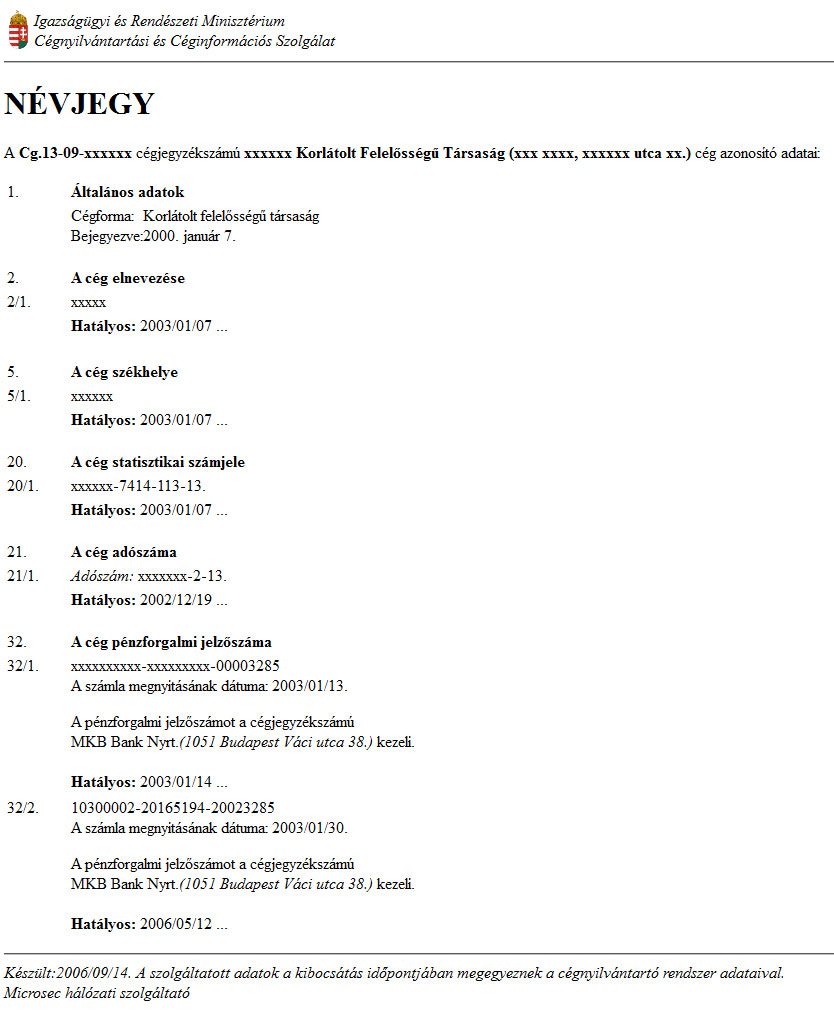 Igazságügyi és Rendészeti Minisztérium
Cégnyilvántartási és Céginformációs Szolgálat
NÉVJEGY
A Cg.13-09-xxxxxx cégjegyzékszámú xxxxxx Korlátolt Felelősségű Társaság (xxx xxxx, xxxxxx utca xx.) cég azonosító adatai:
1. Általános adatok
Cégforma: Korlátolt felelősségű társaság
Bejegyezve:2000. január 7.
2. A cég elnevezése
2/1. xxxxx
Hatályos: 2003/01/07 ...
5. A cég székhelye
5/1. xxxxxx
Hatályos: 2003/01/07 ...
20. A cég statisztikai számjele
20/1. xxxxxx-7414-113-13.
Hatályos: 2003/01/07 ...
21. A cég adószáma
21/1. Adószám: xxxxxxx-2-13.
Hatályos: 2002/12/19 ...
32. A cég pénzforgalmi jelzőszáma
32/1. xxxxxxxxxx-xxxxxxxxx-00003285
A számla megnyitásának dátuma: 2003/01/13.
A pénzforgalmi jelzőszámot a cégjegyzékszámú
MKB Bank Nyrt.(1051 Budapest Váci utca 38.) kezeli.
Hatályos: 2003/01/14 ...
32/2. 10300002-20165194-20023285
A számla megnyitásának dátuma: 2003/01/30.
A pénzforgalmi jelzőszámot a cégjegyzékszámú
MKB Bank Nyrt.(1051 Budapest Váci utca 38.) kezeli.
Hatályos: 2006/05/12 ...
Készült:2006/09/14. A szolgáltatott adatok a kibocsátás időpontjában megegyeznek a cégnyilvántartó rendszer adataival.
Microsec hálózati szolgáltató